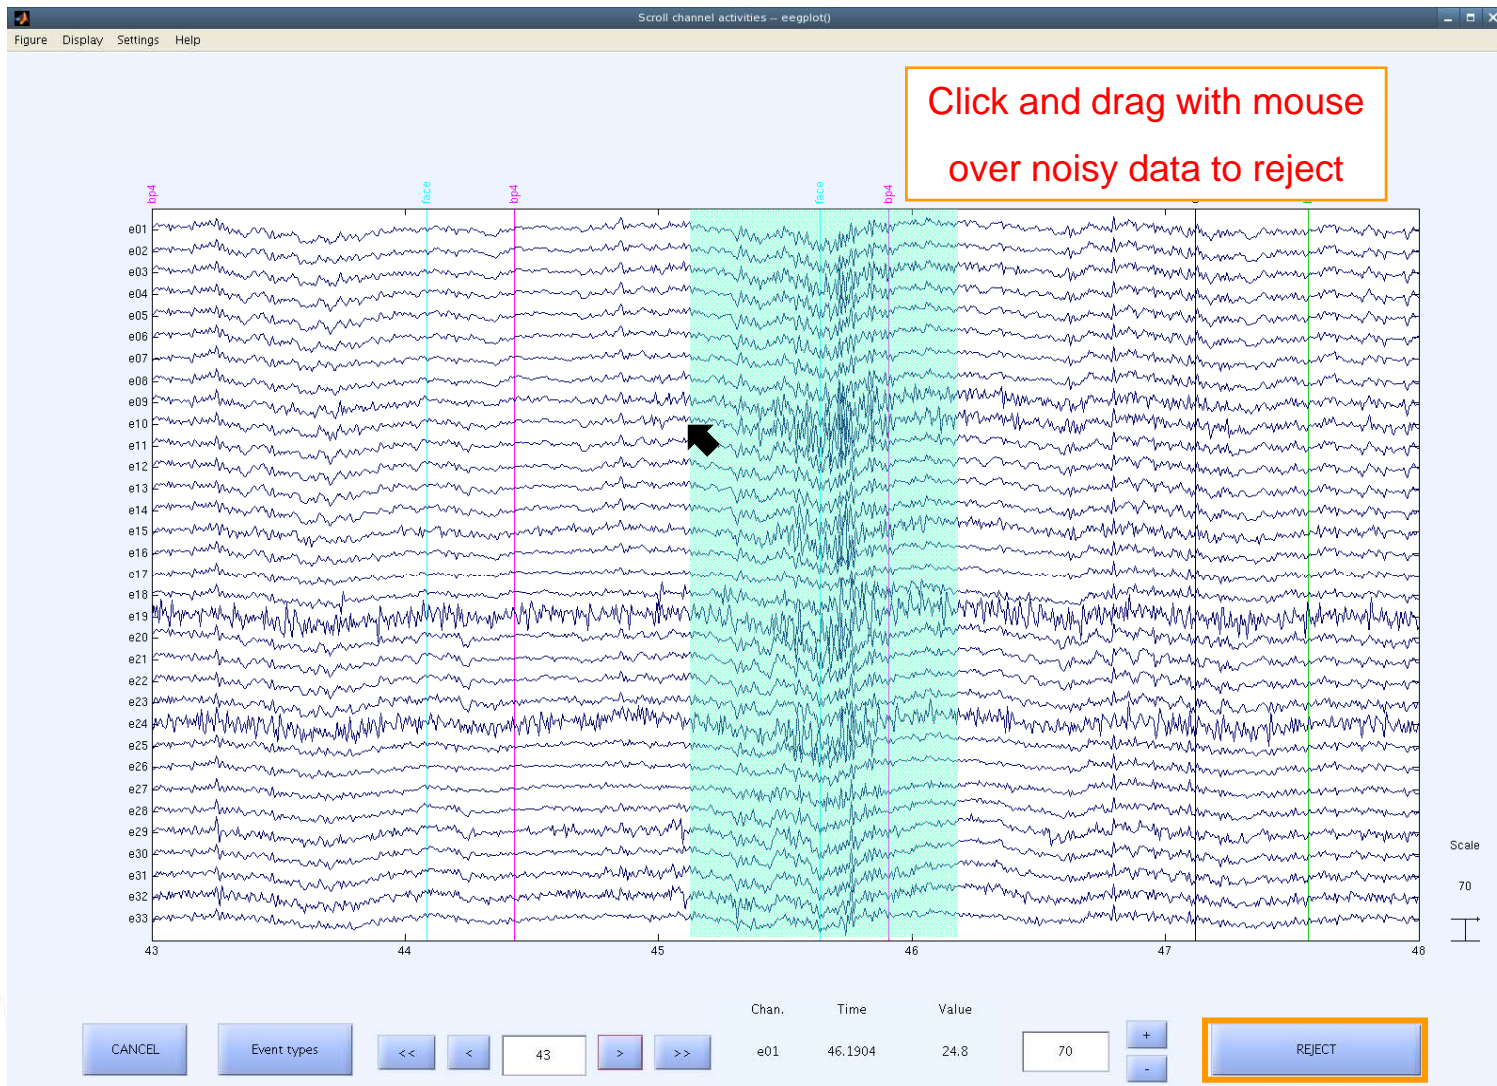 Scroll channel activities -- eegplot()
Figure Display Settings Help
Click and drag with mouse
over noisy data to reject
bp4 face bp4 face bp4
e01
e02
e03
e04
e05
e06
e07
e08
e09
e10
e11
e12
e13
e14
e15
e16
e17
e18
e19
e20
e21
e22
e23
e24
e25
e26
e27
e28
e29
e30
e31
e32
e33
43 44 45 46 47 48
Scale
70
Chan. Time Value
CANCEL Event types << < 43 > >> e01 46.1904 24.8 70 + - REJECT